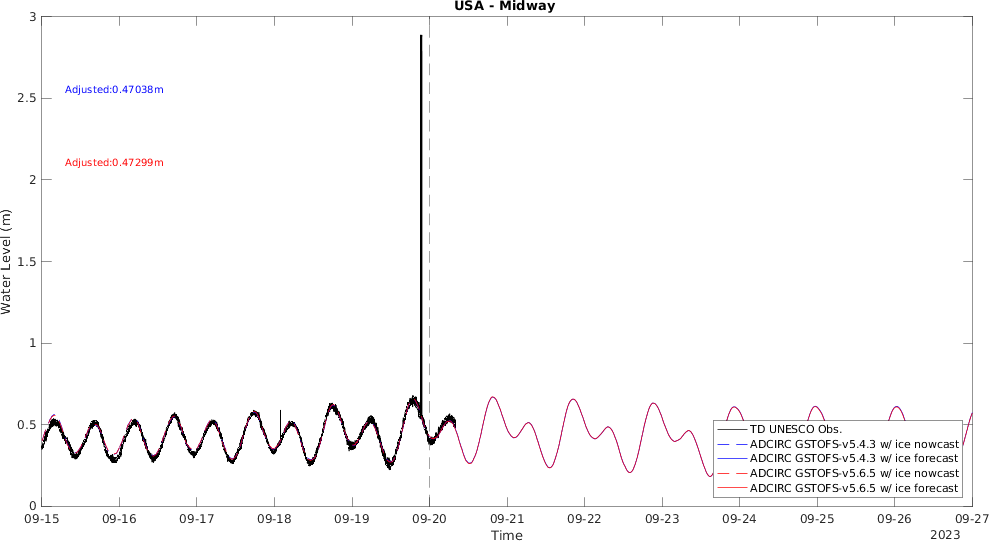 USA - Midway
3
2.5
2
1.5
1
0.5
0
Water Level (m)
Adjusted:0.47038m
Adjusted:0.47299m
TD UNESCO Obs.
ADCIRC GSTOFS-v5.4.3 w/ ice nowcast
ADCIRC GSTOFS-v5.4.3 w/ ice forecast
ADCIRC GSTOFS-v5.6.5 w/ ice nowcast
ADCIRC GSTOFS-v5.6.5 w/ ice forecast
09-15 09-16 09-17 09-18 09-19 09-20 09-21 09-22 09-23 09-24 09-25 09-26 09-27
Time
2023